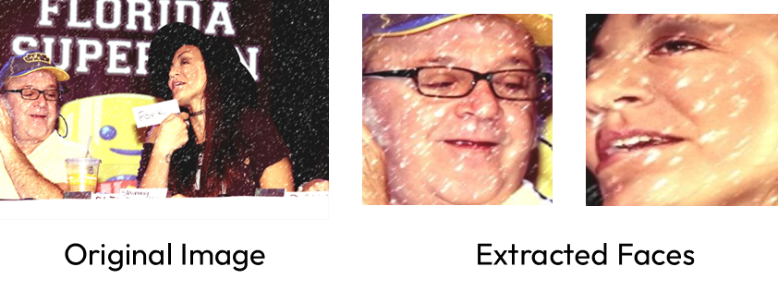 FLORIDA
SUPER   N
Original Image
Extracted Faces